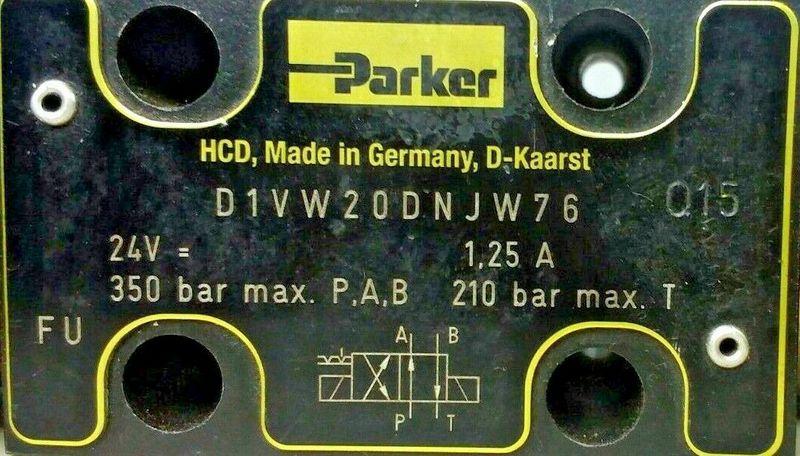 Parker
HCD, Made in Germany, D-Kaarst
D1VW20DNJW76 Q15
24V = 1,25 A
350 bar max. P,A,B 210 bar max. T
FU
A B
P T